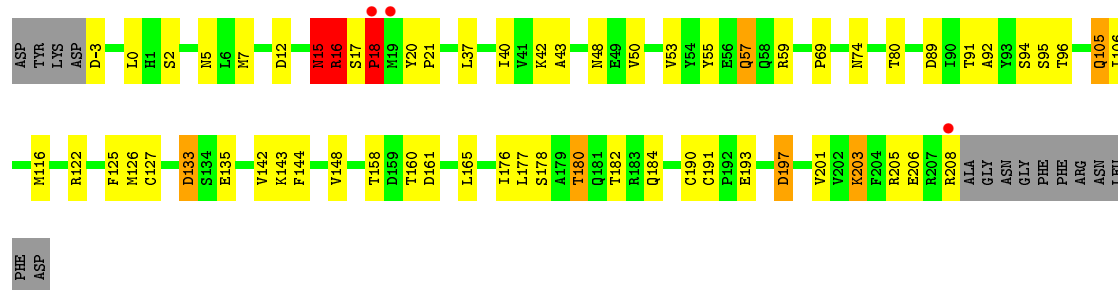 ASP TYR LYS ASP D-3 L0 H1 S2 N5 L6 M7 D12 N15 R16 S17 P18 M19 Y20 P21 L37 I40 V41 K42 A43 N48 E49 V50 V53 Y54 Y55 E56 Q57 Q58 R59 P69 N74 T80 D89 I90 T91 A92 Y93 S94 S95 T96 Q105 I106
M116 R122 F125 M126 C127 D133 S134 E135 V142 K143 F144 V148 T158 D159 T160 D161 L165 I176 L177 S178 A179 T180 Q181 T182 R183 Q184 C190 C191 P192 E193 D197 V201 V202 K203 F204 R205 E206 R207 R208 ALA GLY ASN GLY PHE PHE ARG ASN LEU
PHE ASP